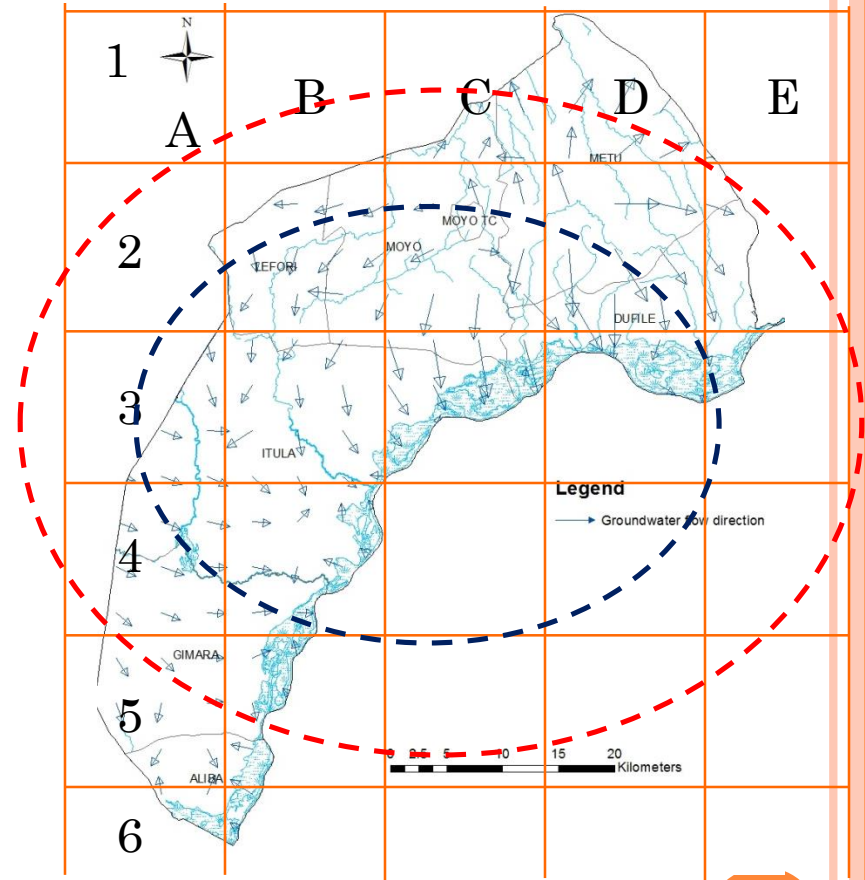 N
1
A
B
C
D
E
METU
2
MOYO TC
MOYO
LEFORI
DUFILE
3
ITULA
Legend
Groundwater flow direction
4
GIMARA
5
0 2.5 5 10 15 20
Kilometers
ALIBA
6